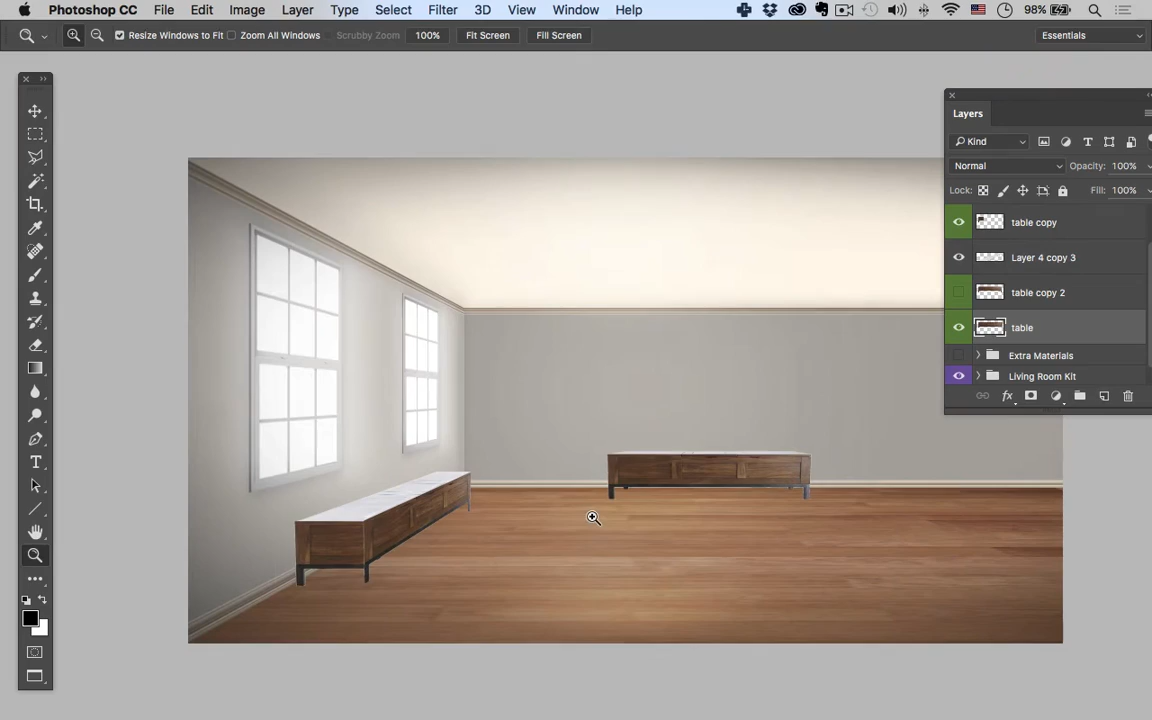 Photoshop CC File Edit Image Layer Type Select Filter 3D View Window Help 98%
Resize Windows to Fit Zoom All Windows Scrubby Zoom 100% Fit Screen Fill Screen Essentials
Layers
Kind
Normal Opacity: 100%
Lock: Fill: 100%
table copy
Layer 4 copy 3
table copy 2
table
Extra Materials
Living Room Kit
fx